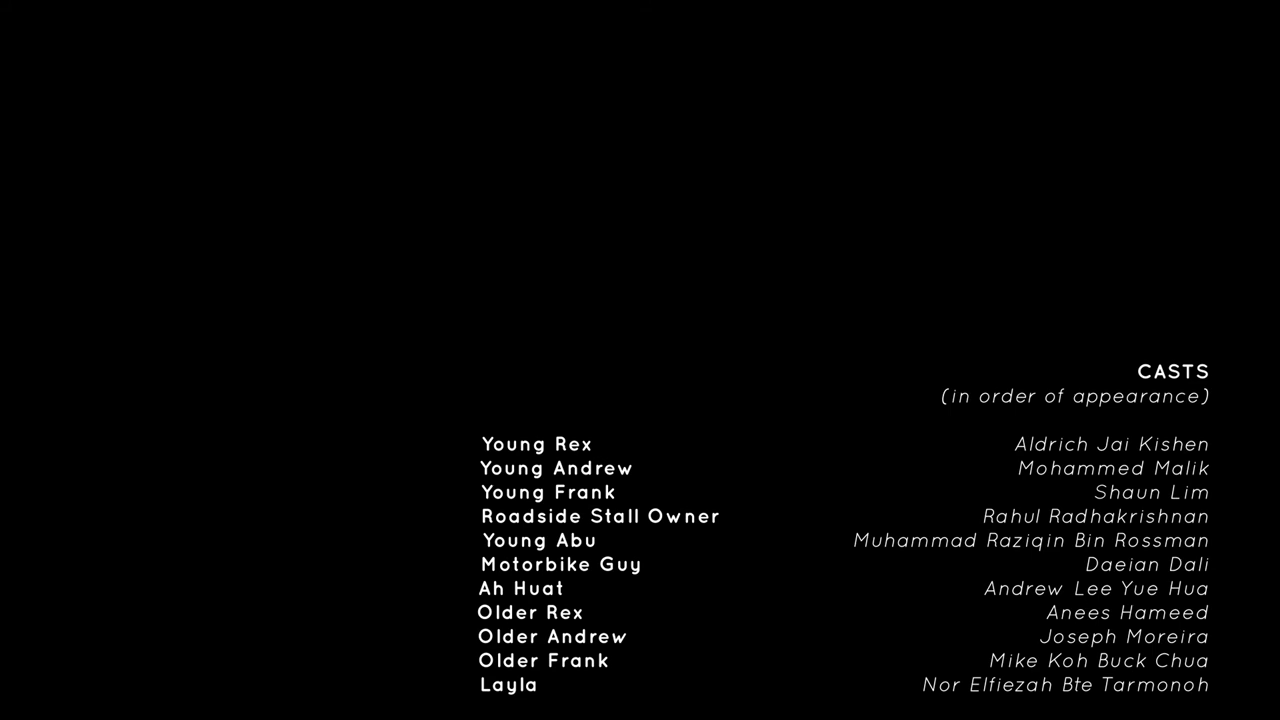 CASTS
(in order of appearance)
Young Rex Aldrich Jai Kishen
Young Andrew Mohammed Malik
Young Frank Shaun Lim
Roadside Stall Owner Rahul Radhakrishnan
Young Abu Muhammad Raziqin Bin Rossman
Motorbike Guy Daeian Dali
Ah Huat Andrew Lee Yue Hua
Older Rex Anees Hameed
Older Andrew Joseph Moreira
Older Frank Mike Koh Buck Chua
Layla Nor Elfiezah Bte Tarmonoh